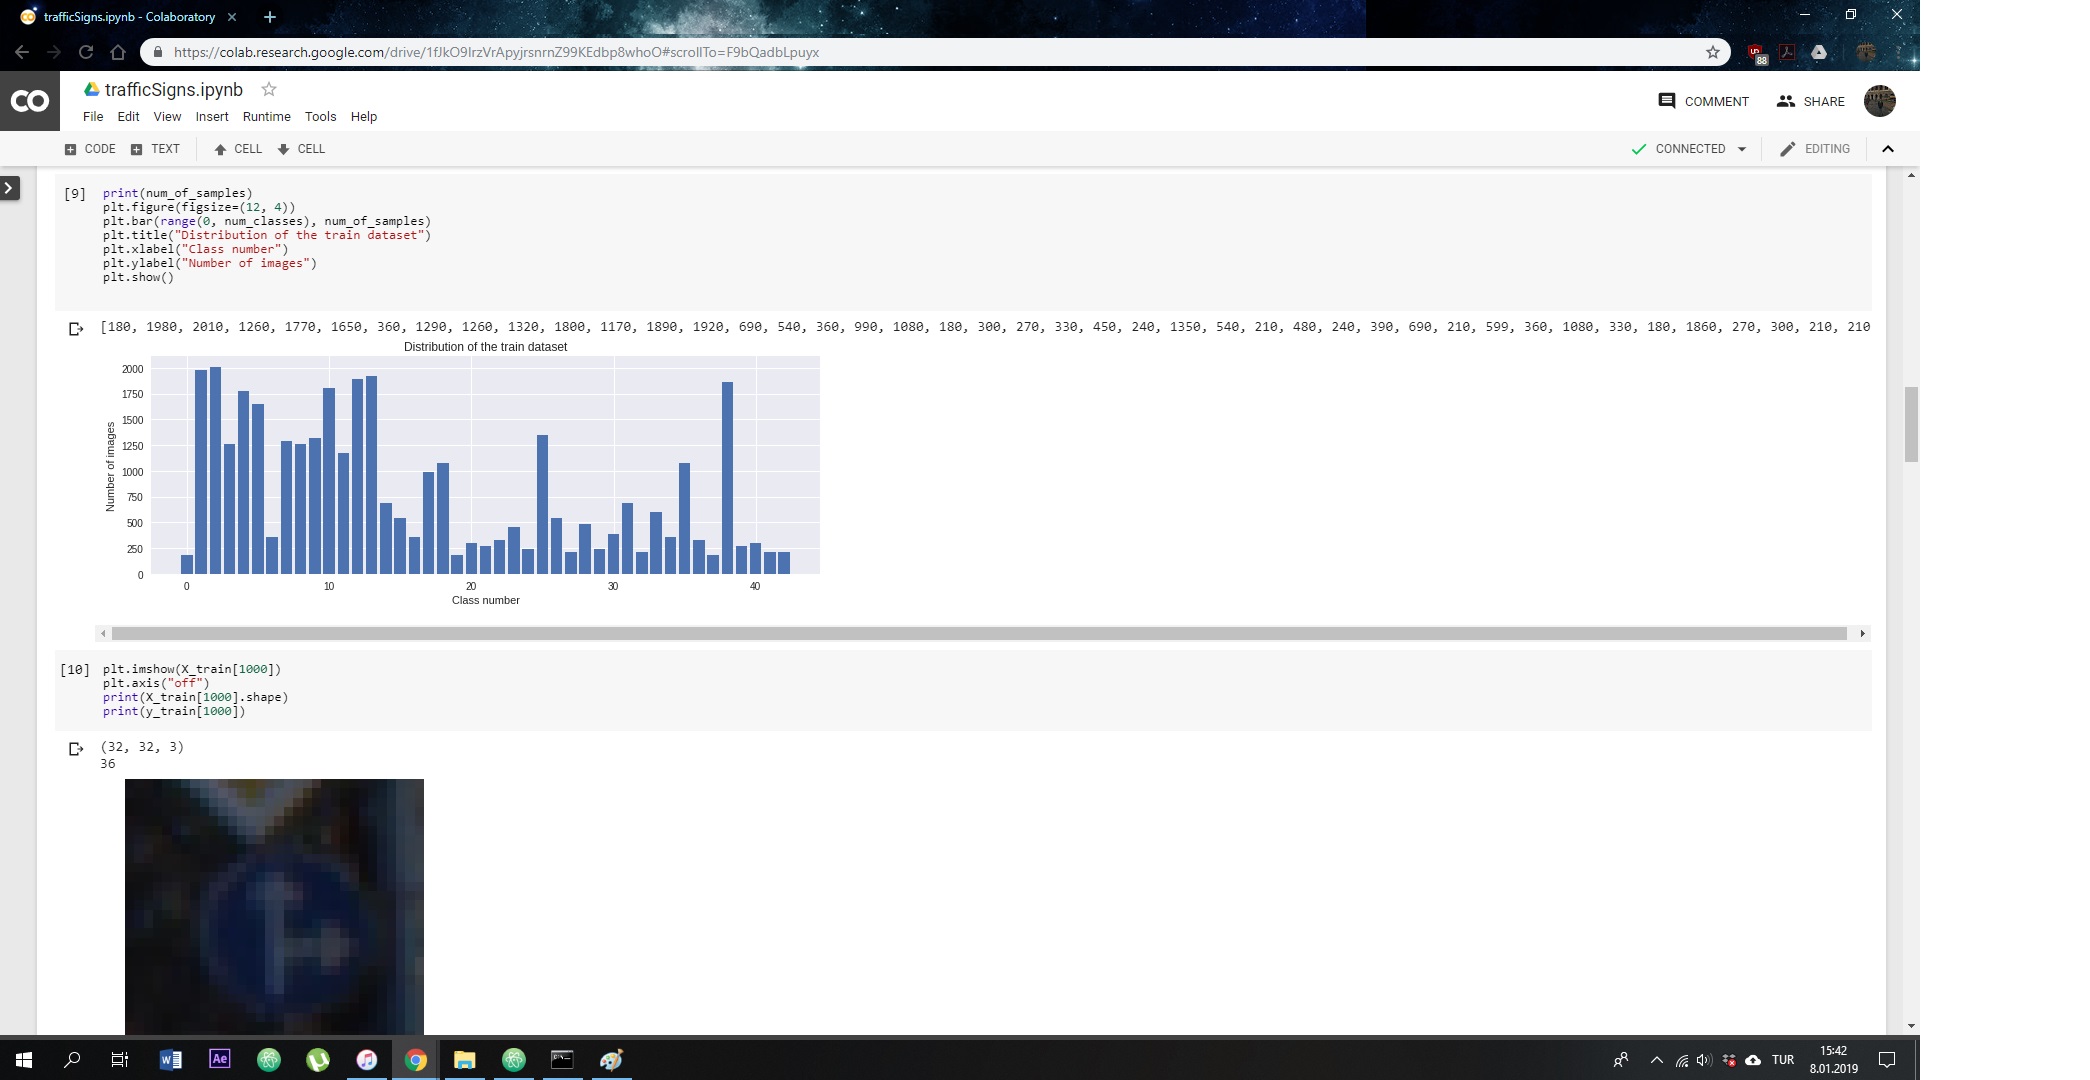 trafficSigns.ipynb - Colaboratory
https://colab.research.google.com/drive/1fJkO9IrzVrApyjrsnrnZ99KEdbp8whoO#scrollTo=F9bQadbLpuyx
88
CO
trafficSigns.ipynb
COMMENT SHARE
File Edit View Insert Runtime Tools Help
CODE TEXT CELL CELL
CONNECTED EDITING
[9] print(num_of_samples)
plt.figure(figsize=(12, 4))
plt.bar(range(0, num_classes), num_of_samples)
plt.title("Distribution of the train dataset")
plt.xlabel("Class number")
plt.ylabel("Number of images")
plt.show()
[180, 1980, 2010, 1260, 1770, 1650, 360, 1290, 1260, 1320, 1800, 1170, 1890, 1920, 690, 540, 360, 990, 1080, 180, 300, 270, 330, 450, 240, 1350, 540, 210, 480, 240, 390, 690, 210, 599, 360, 1080, 330, 180, 1860, 270, 300, 210, 210
Distribution of the train dataset
Number of images
2000
1750
1500
1250
1000
750
500
250
0
0 10 20 30 40
Class number
[10] plt.imshow(X_train[1000])
plt.axis("off")
print(X_train[1000].shape)
print(y_train[1000])
(32, 32, 3)
36
W
Ae
TUR
15:42
8.01.2019